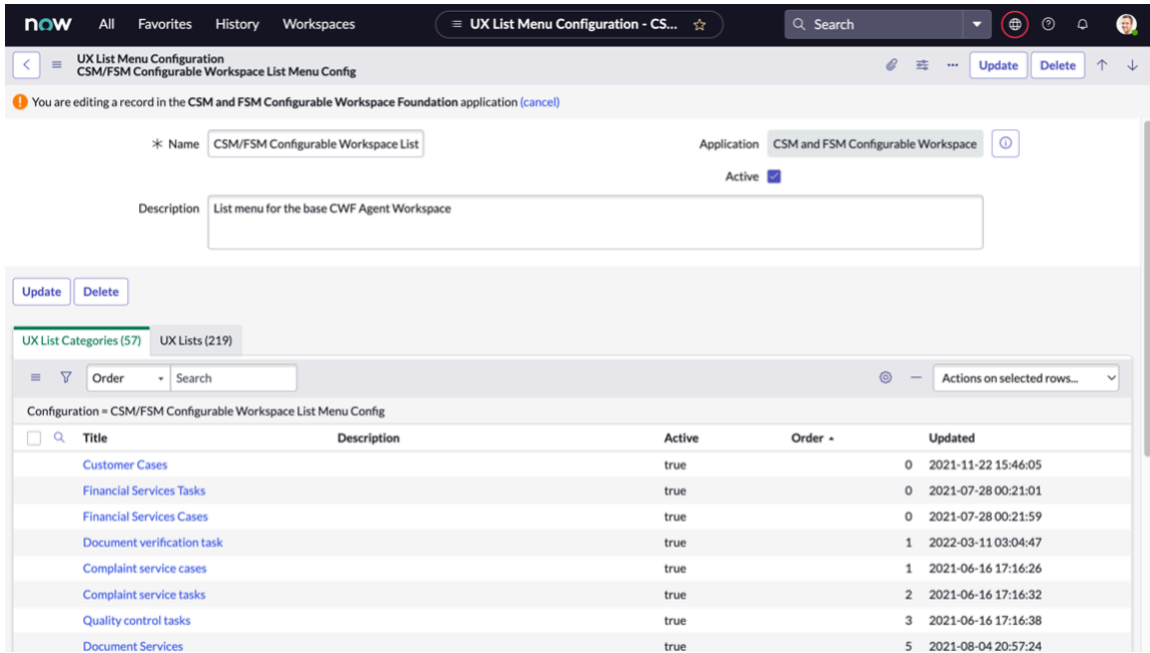 now All Favorites History Workspaces UX List Menu Configuration - CS... Search
UX List Menu Configuration
CSM/FSM Configurable Workspace List Menu Config
Update Delete
You are editing a record in the CSM and FSM Configurable Workspace Foundation application (cancel)
Name CSM/FSM Configurable Workspace List Application CSM and FSM Configurable Workspace
Active
Description List menu for the base CWF Agent Workspace
Update Delete
UX List Categories (57) UX Lists (219)
Order Search Actions on selected rows...
Configuration = CSM/FSM Configurable Workspace List Menu Config
Title Description Active Order Updated
Customer Cases true 0 2021-11-22 15:46:05
Financial Services Tasks true 0 2021-07-28 00:21:01
Financial Services Cases true 0 2021-07-28 00:21:59
Document verification task true 1 2022-03-11 03:04:47
Complaint service cases true 1 2021-06-16 17:16:26
Complaint service tasks true 2 2021-06-16 17:16:32
Quality control tasks true 3 2021-06-16 17:16:38
Document Services true 5 2021-08-04 20:57:24